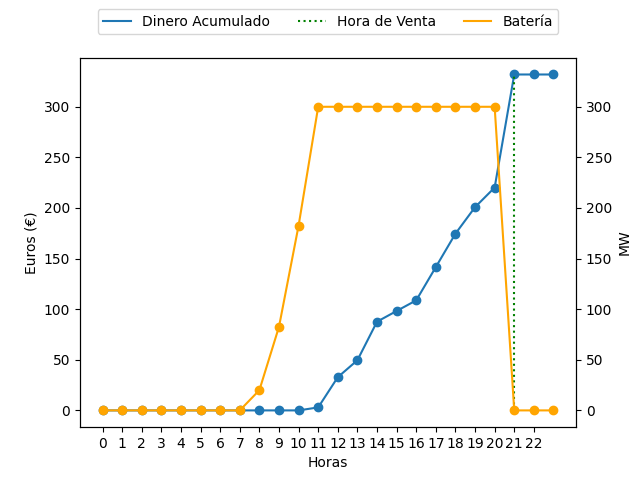 Dinero Acumulado Hora de Venta Batería
300 300
250 250
200 200
150 150
100 100
50 50
0 0
Euros (€)
MW
0 1 2 3 4 5 6 7 8 9 10 11 12 13 14 15 16 17 18 19 20 21 22
Horas